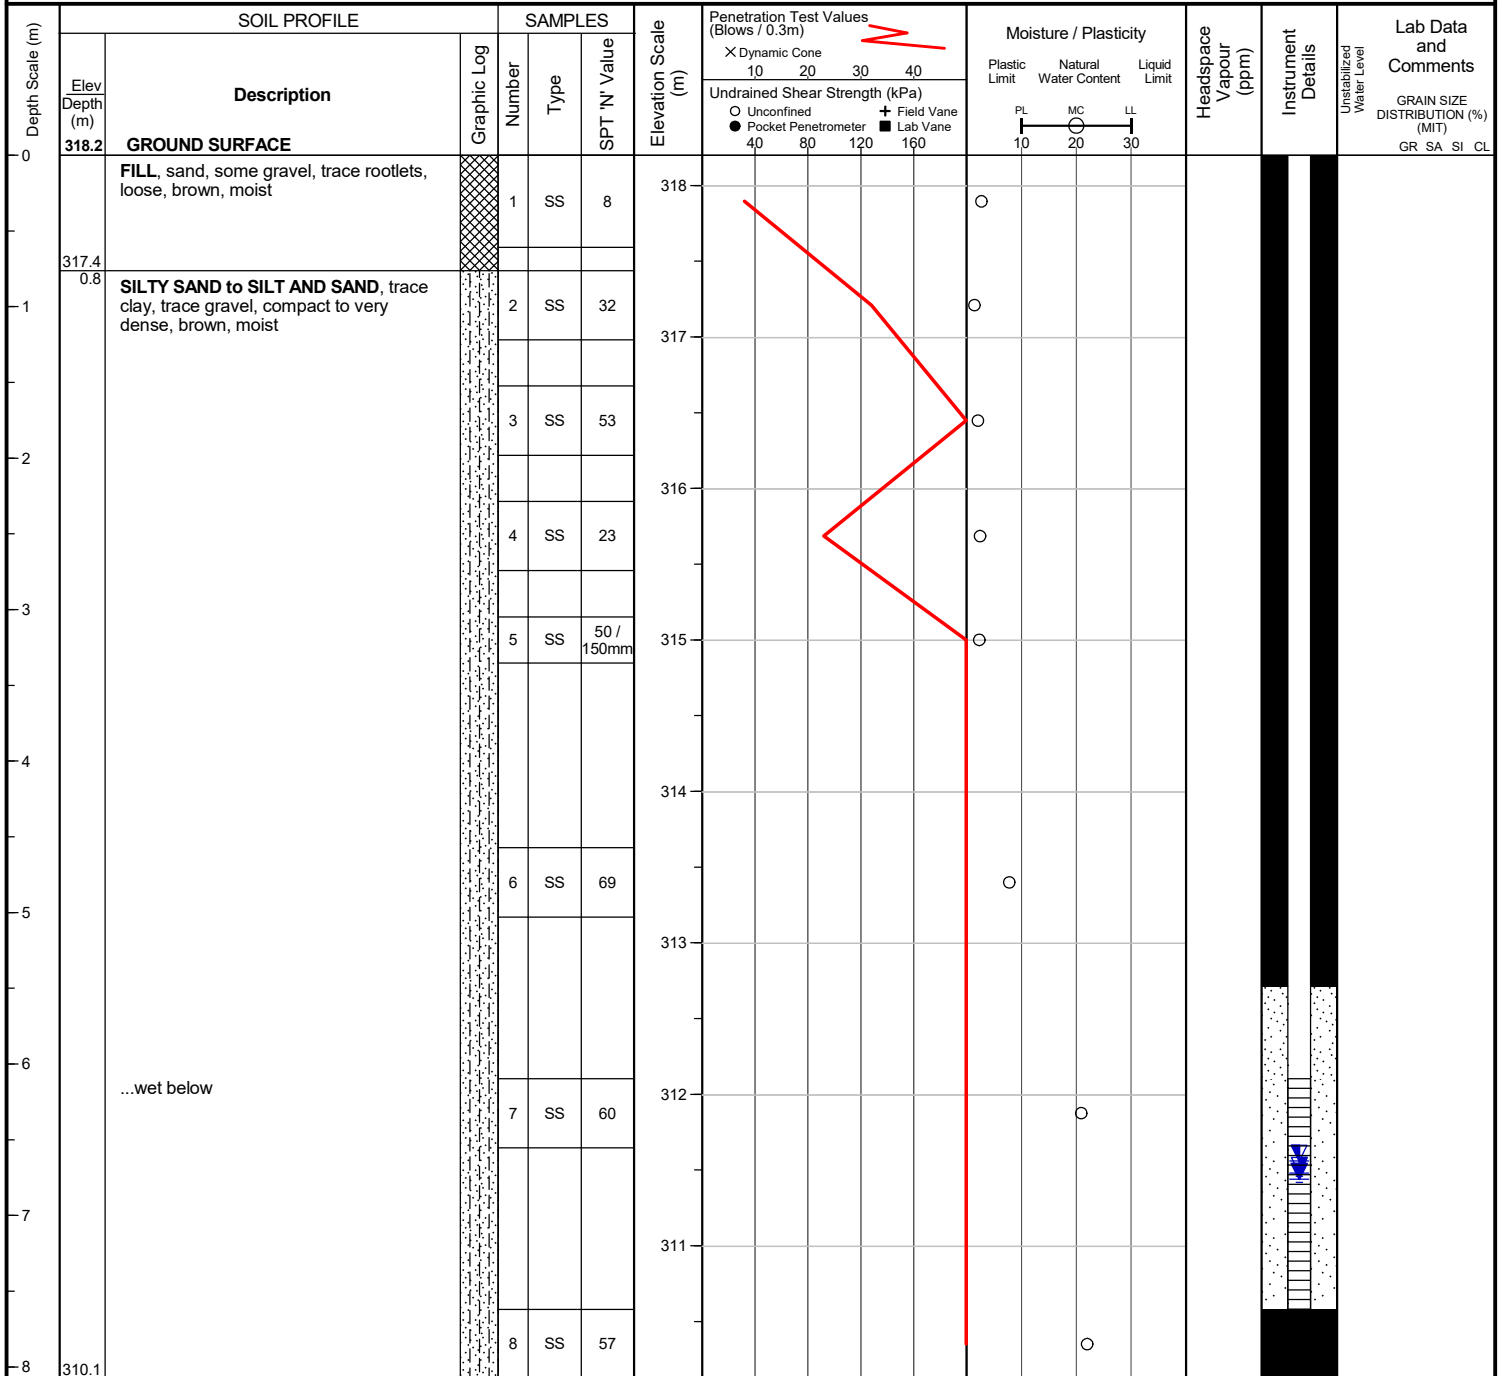 Depth Scale (m)
SOIL PROFILE
Elev
Depth
(m)
Description
Graphic Log
318.2 GROUND SURFACE
SAMPLES
Number
Type
SPT 'N' Value
Elevation Scale
(m)
Penetration Test Values
(Blows / 0.3m)
X Dynamic Cone
10 20 30 40
Undrained Shear Strength (kPa)
Unconfined
Field Vane
Pocket Penetrometer
Lab Vane
40 80 120 160
Moisture / Plasticity
Plastic
Limit
Natural
Water Content
Liquid
Limit
PL MC LL
10 20 30
Headspace
Vapour
(ppm)
Instrument
Details
Unstabilized
Water Level
Lab Data
and
Comments
GRAIN SIZE
DISTRIBUTION (%)
(MIT)
GR SA SI CL
0
FILL, sand, some gravel, trace rootlets,
loose, brown, moist
1 SS 8
318
317.4
0.8
SILTY SAND to SILT AND SAND, trace
clay, trace gravel, compact to very
dense, brown, moist
1
2 SS 32
317
3 SS 53
2
316
4 SS 23
3
5 SS 50 /
150mm
315
4
314
6 SS 69
5
313
6
...wet below
7 SS 60
312
7
311
8 SS 57
8
310.1